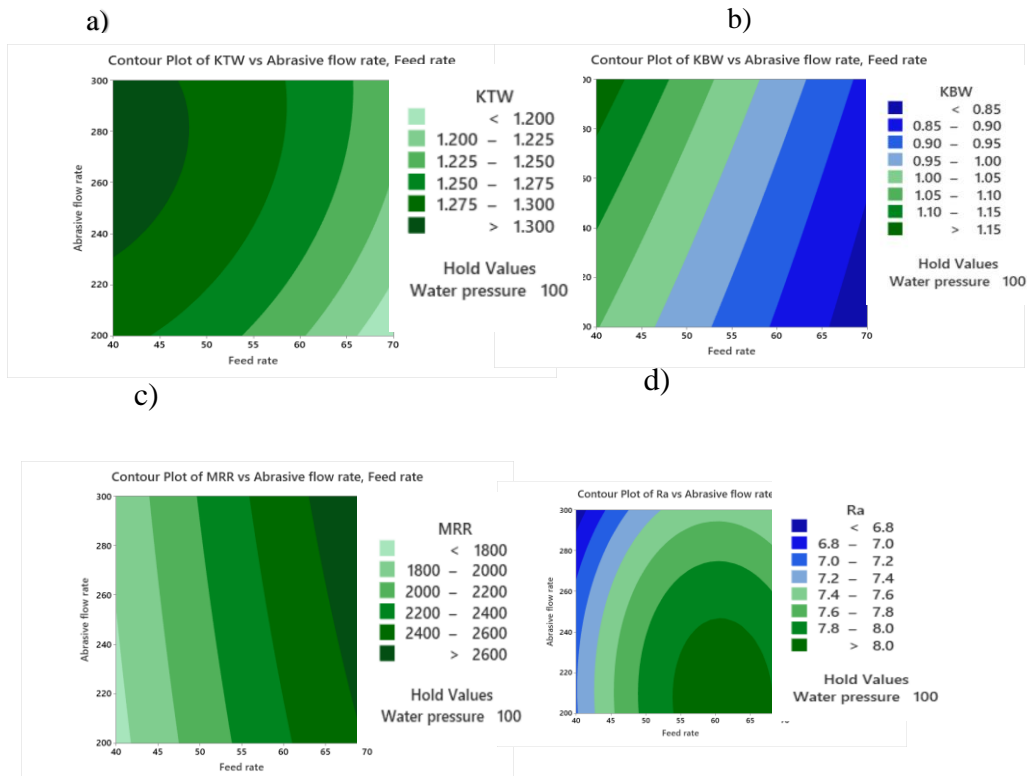 a)
b)
Contour Plot of KTW vs Abrasive flow rate, Feed rate
300
280
260
240
220
200
40 45 50 55 60 65 70
Abrasive flow rate
Feed rate
KTW
< 1.200
1.200 – 1.225
1.225 – 1.250
1.250 – 1.275
1.275 – 1.300
> 1.300
Hold Values
Water pressure 100
Contour Plot of KBW vs Abrasive flow rate, Feed rate
40 45 50 55 60 65 70
Feed rate
KBW
< 0.85
0.85 – 0.90
0.90 – 0.95
0.95 – 1.00
1.00 – 1.05
1.05 – 1.10
1.10 – 1.15
> 1.15
Hold Values
Water pressure 100
c)
d)
Contour Plot of MRR vs Abrasive flow rate, Feed rate
300
280
260
240
220
200
40 45 50 55 60 65 70
Abrasive flow rate
Feed rate
MRR
< 1800
1800 – 2000
2000 – 2200
2200 – 2400
2400 – 2600
> 2600
Hold Values
Water pressure 100
Contour Plot of Ra vs Abrasive flow rate
300
280
260
240
220
200
40 45 50 55 60 65
Abrasive flow rate
Feed rate
Ra
< 6.8
6.8 – 7.0
7.0 – 7.2
7.2 – 7.4
7.4 – 7.6
7.6 – 7.8
7.8 – 8.0
> 8.0
Hold Values
Water pressure 100